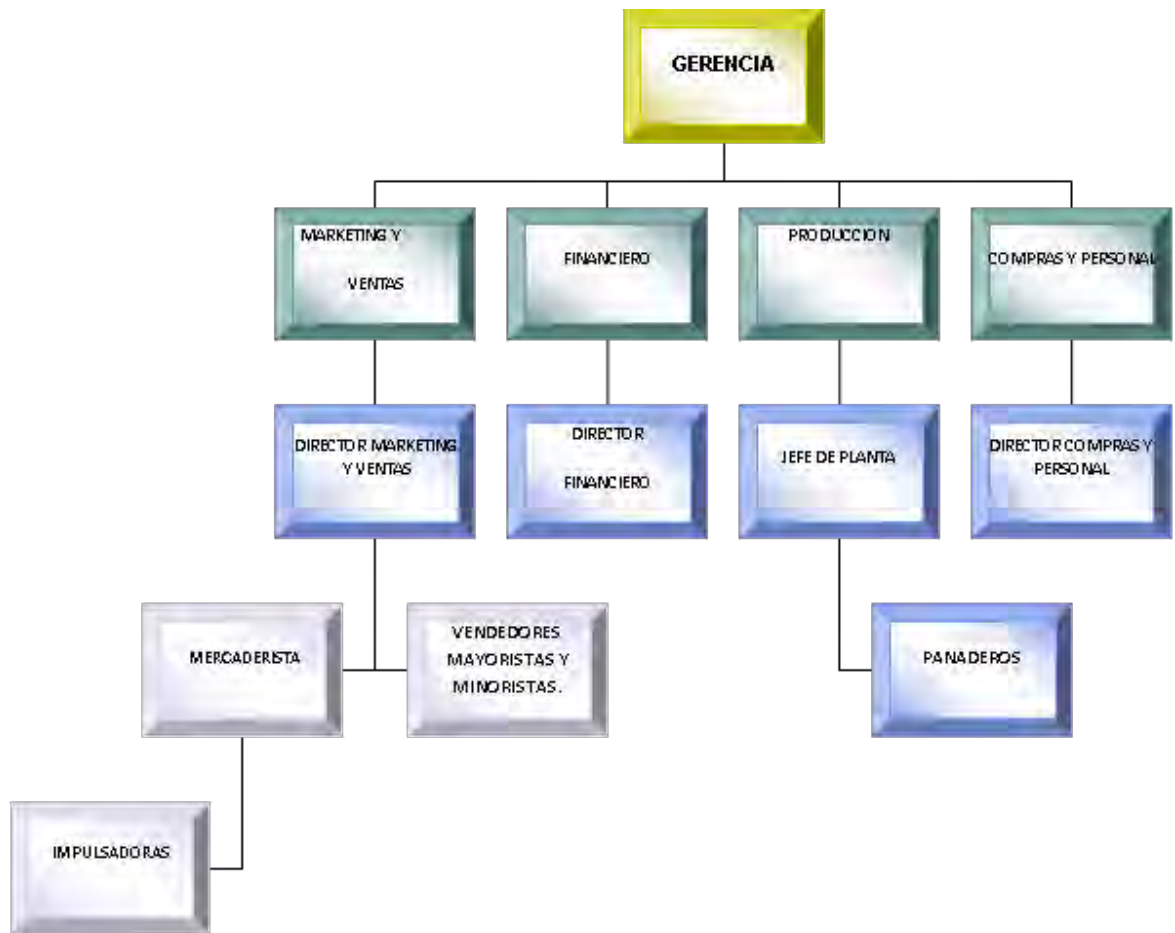 GERENCIA
MARKETING Y
VENTAS
FINANCIERO
PRODUCCION
COMPRAS Y PERSONAL
DIRECTOR MARKETING
Y VENTAS
DIRECTOR
FINANCIERO
JEFE DE PLANTA
DIRECTOR COMPRAS Y
PERSONAL
MERCADERISTA
VENDEDORES
MAYORISTAS Y
MINORISTAS.
PANADEROS
IMPULSADORAS